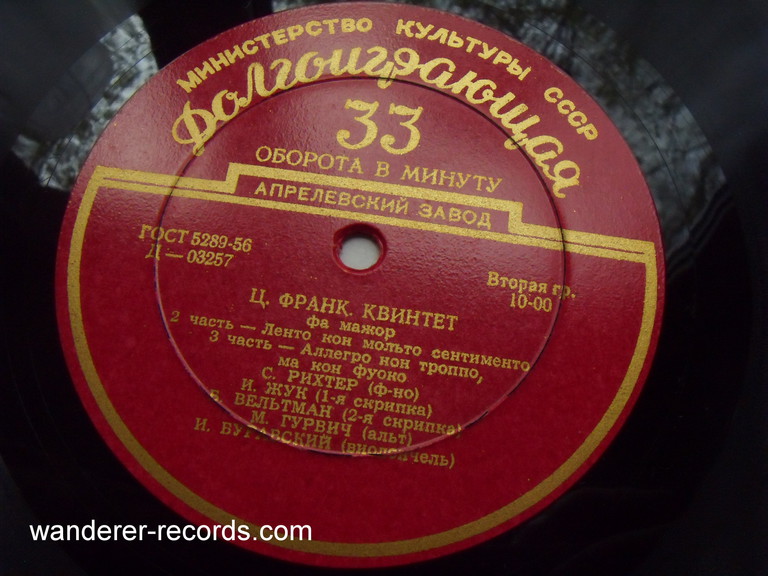 МИНИСТЕРСТВО КУЛЬТУРЫ СССР
Долгоиграющая
33
ОБОРОТА В МИНУТУ
АПРЕЛЕВСКИЙ ЗАВОД
ГОСТ 5289-56
Д—03257
Вторая гр.
10-00
Ц. ФРАНК. КВИНТЕТ
фа мажор
2 часть — Ленто кон мольто сентименто
3 часть — Аллегро нон троппо,
ма кон фуоко
С. РИХТЕР (ф-но)
И. ЖУК (1-я скрипка)
Б. ВЕЛЬТМАН (2-я скрипка)
М. ГУРВИЧ (альт)
И. БУРАВСКИЙ (виолончель)
wanderer-records.com